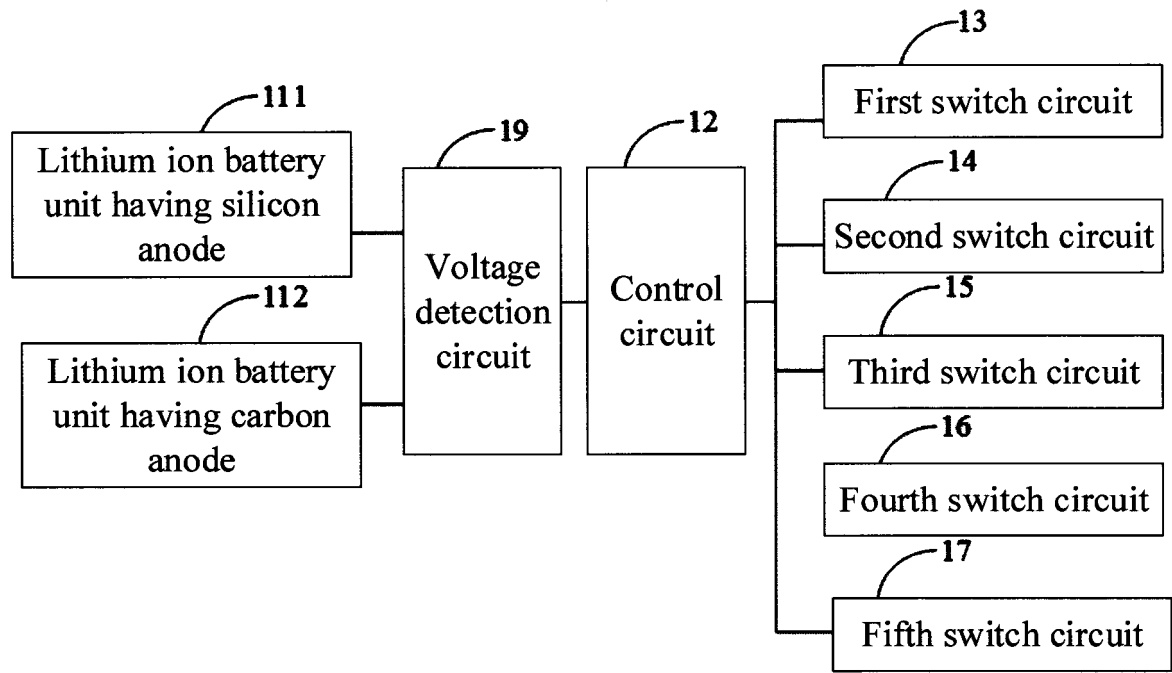 111
Lithium ion battery
unit having silicon
anode
112
Lithium ion battery
unit having carbon
anode
19
Voltage
detection
circuit
12
Control
circuit
13
First switch circuit
14
Second switch circuit
15
Third switch circuit
16
Fourth switch circuit
17
Fifth switch circuit